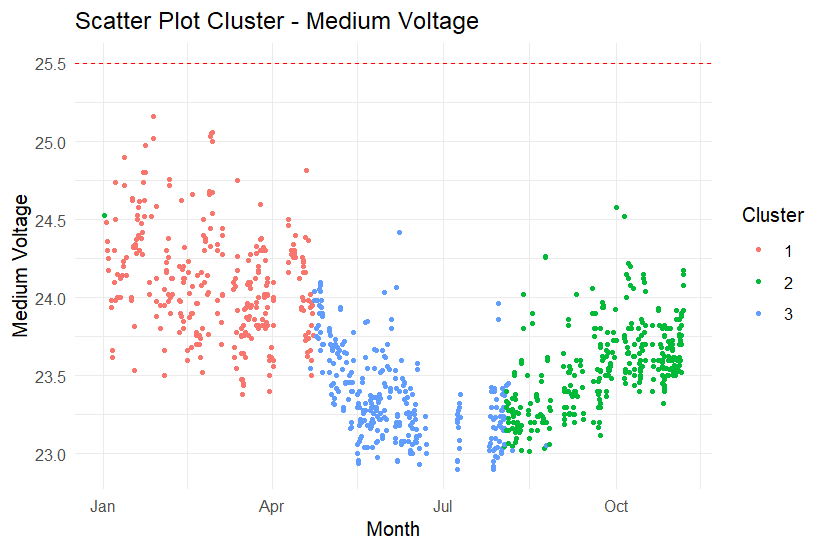 Scatter Plot Cluster - Medium Voltage
25.5
25.0
24.5
24.0
23.5
23.0
Medium Voltage
Jan Apr Jul Oct
Month
Cluster
1
2
3